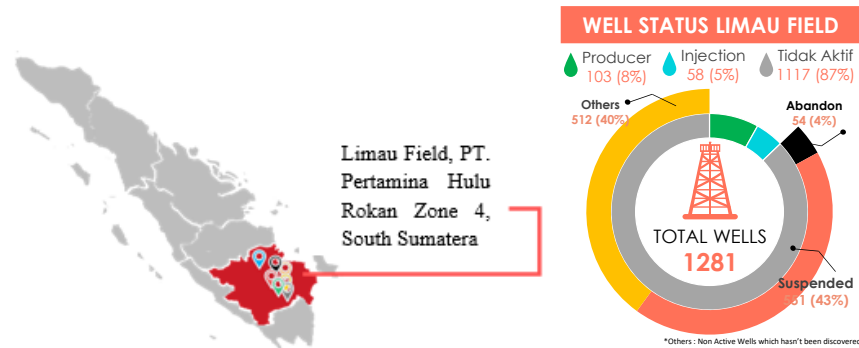 WELL STATUS LIMAU FIELD
Producer
103 (8%)
Injection
58 (5%)
Tidak Aktif
1117 (87%)
Others
512 (40%)
Abandon
54 (4%)
Limau Field, PT.
Pertamina Hulu
Rokan Zone 4,
South Sumatera
TOTAL WELLS
1281
Suspended
(43%)
*Others : Non Active Wells which hasn't been discovered